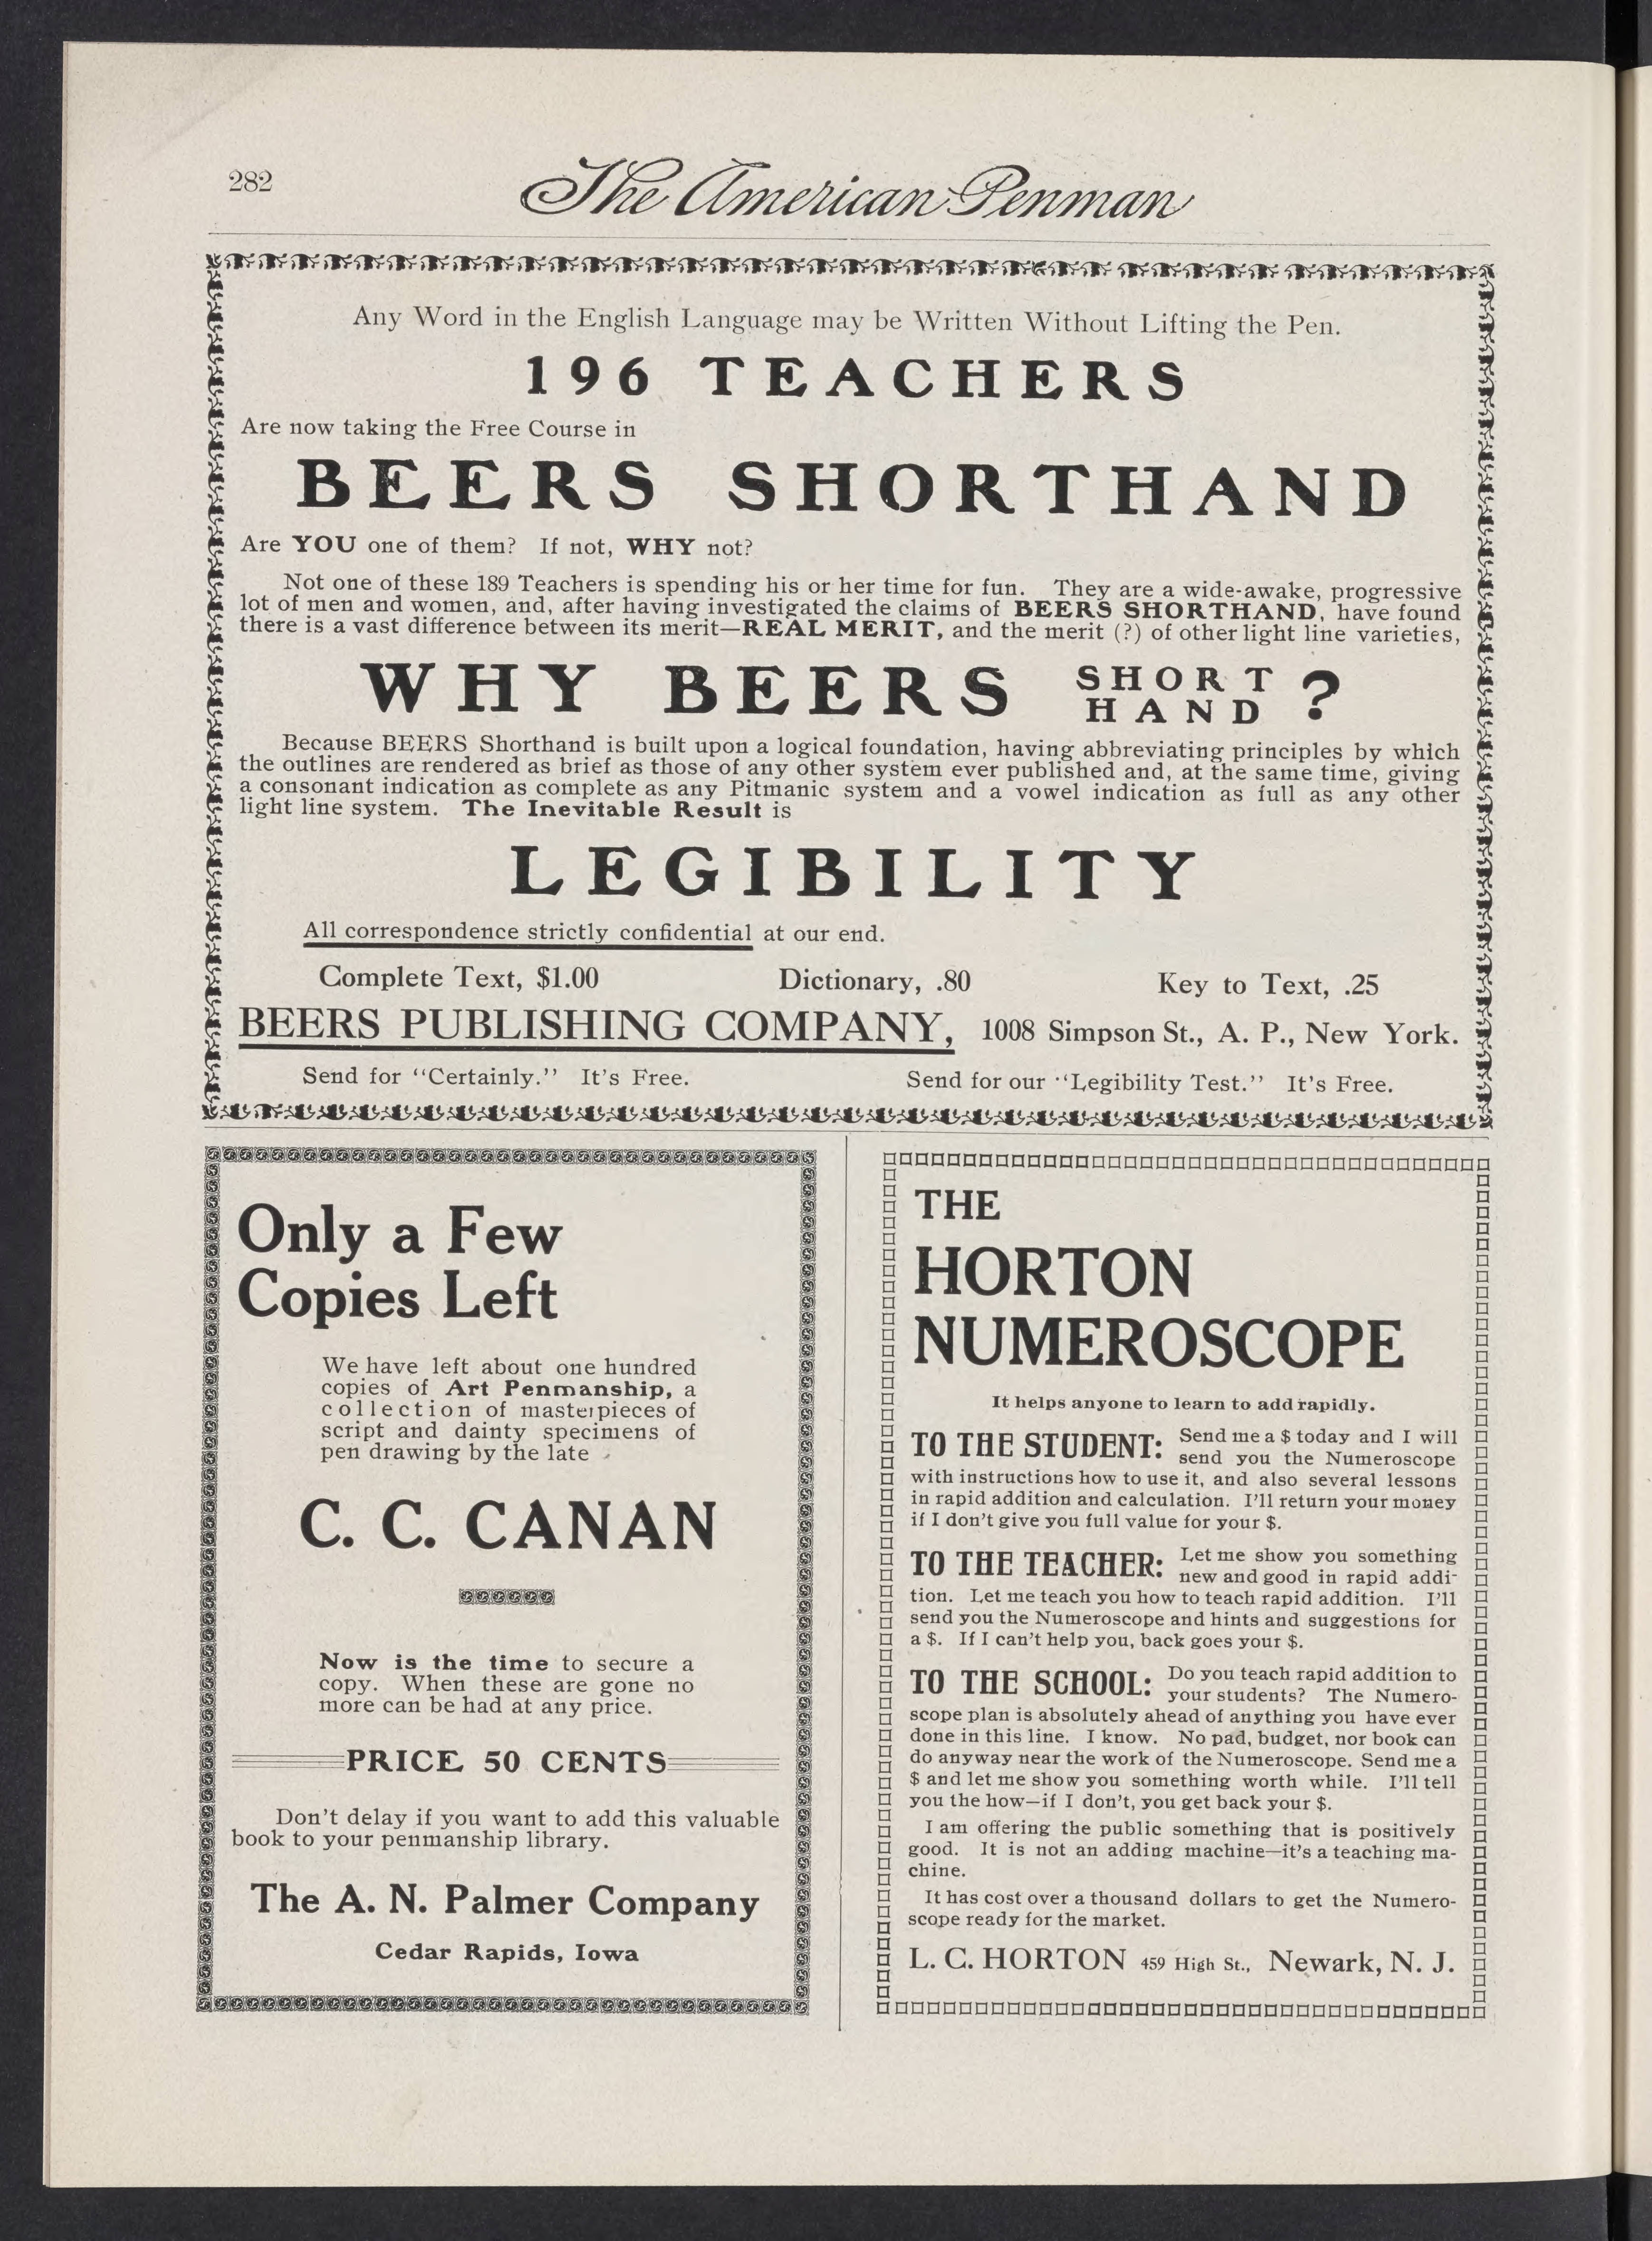 282
The American Penman
Any Word in the English Language may be Written Without Lifting the Pen.
196 TEACHERS
Are now taking the Free Course in
BEERS SHORTHAND
Are YOU one of them? If not, WHY not?
Not one of these 189 Teachers is spending his or her time for fun. They are a wide-awake, progressive
lot of men and women, and, after having investigated the claims of BEERS SHORTHAND, have found
there is a vast difference between its merit—REAL MERIT, and the merit (?) of other light line varieties,
WHY BEERS SHORT HAND ?
Because BEERS Shorthand is built upon a logical foundation, having abbreviating principles by which
the outlines are rendered as brief as those of any other system ever published and, at the same time, giving
a consonant indication as complete as any Pitmanic system and a vowel indication as full as any other
light line system. The Inevitable Result is
LEGIBILITY
All correspondence strictly confidential at our end.
Complete Text, $1.00 Dictionary, .80 Key to Text, .25
BEERS PUBLISHING COMPANY, 1008 Simpson St., A. P., New York.
Send for "Certainly." It's Free. Send for our "Legibility Test." It's Free.
Only a Few
Copies Left
We have left about one hundred
copies of Art Penmanship, a
collection of masterpieces of
script and dainty specimens of
pen drawing by the late
C. C. CANAN
Now is the time to secure a
copy. When these are gone no
more can be had at any price.
PRICE 50 CENTS
Don't delay if you want to add this valuable
book to your penmanship library.
The A. N. Palmer Company
Cedar Rapids, Iowa
THE
HORTON
NUMEROSCOPE
It helps anyone to learn to add rapidly.
TO THE STUDENT: Send me a $ today and I will
send you the Numeroscope
with instructions how to use it, and also several lessons
in rapid addition and calculation. I'll return your money
if I don't give you full value for your $.
TO THE TEACHER: Let me show you something
new and good in rapid addi-
tion. Let me teach you how to teach rapid addition. I'll
send you the Numeroscope and hints and suggestions for
a $. If I can't help you, back goes your $.
TO THE SCHOOL: Do you teach rapid addition to
your students? The Numero-
scope plan is absolutely ahead of anything you have ever
done in this line. I know. No pad, budget, nor book can
do anyway near the work of the Numeroscope. Send me a
$ and let me show you something worth while. I'll tell
you the how—if I don't, you get back your $.
I am offering the public something that is positively
good. It is not an adding machine—it's a teaching ma-
chine.
It has cost over a thousand dollars to get the Numero-
scope ready for the market.
L. C. HORTON 459 High St., Newark, N. J.